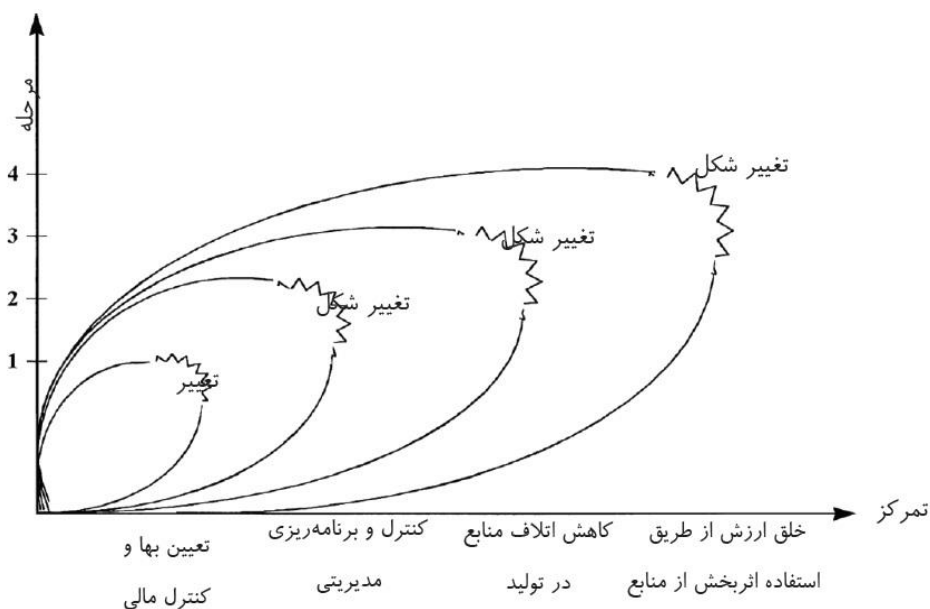 مرحله
4
3
2
1
تغییر شکل
تغییر شکل
تغییر شکل
تغییر
تمرکز
تعیین بها و
کنترل مالی
کنترل و برنامه‌ریزی
مدیریتی
کاهش اتلاف منابع
در تولید
خلق ارزش از طریق
استفاده اثربخش از منابع